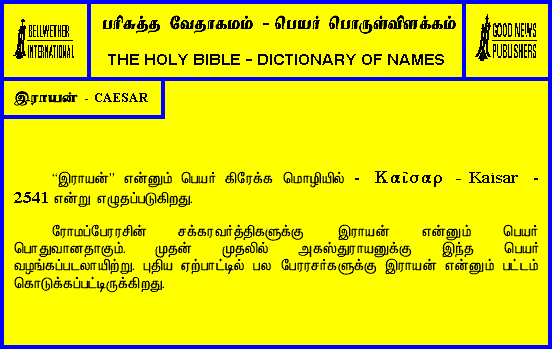 BELLWETHER
INTERNATIONAL
பரிசுத்த வேதாகமம் - பெயர் பொருள்விளக்கம்
THE HOLY BIBLE - DICTIONARY OF NAMES
GOOD NEWS
PUBLISHERS
இராயன் - CAESAR
“இராயன்” என்னும் பெயர் கிரேக்க மொழியில் - Καῖσαρ - Kaisar -
2541 என்று எழுதப்படுகிறது.
ரோமப்பேரரசின் சக்கரவர்த்திகளுக்கு இராயன் என்னும் பெயர்
பொதுவானதாகும். முதன் முதலில் அகஸ்துராயனுக்கு இந்த பெயர்
வழங்கப்படலாயிற்று. புதிய ஏற்பாட்டில் பல பேரரசர்களுக்கு இராயன் என்னும் பட்டம்
கொடுக்கப்பட்டிருக்கிறது.